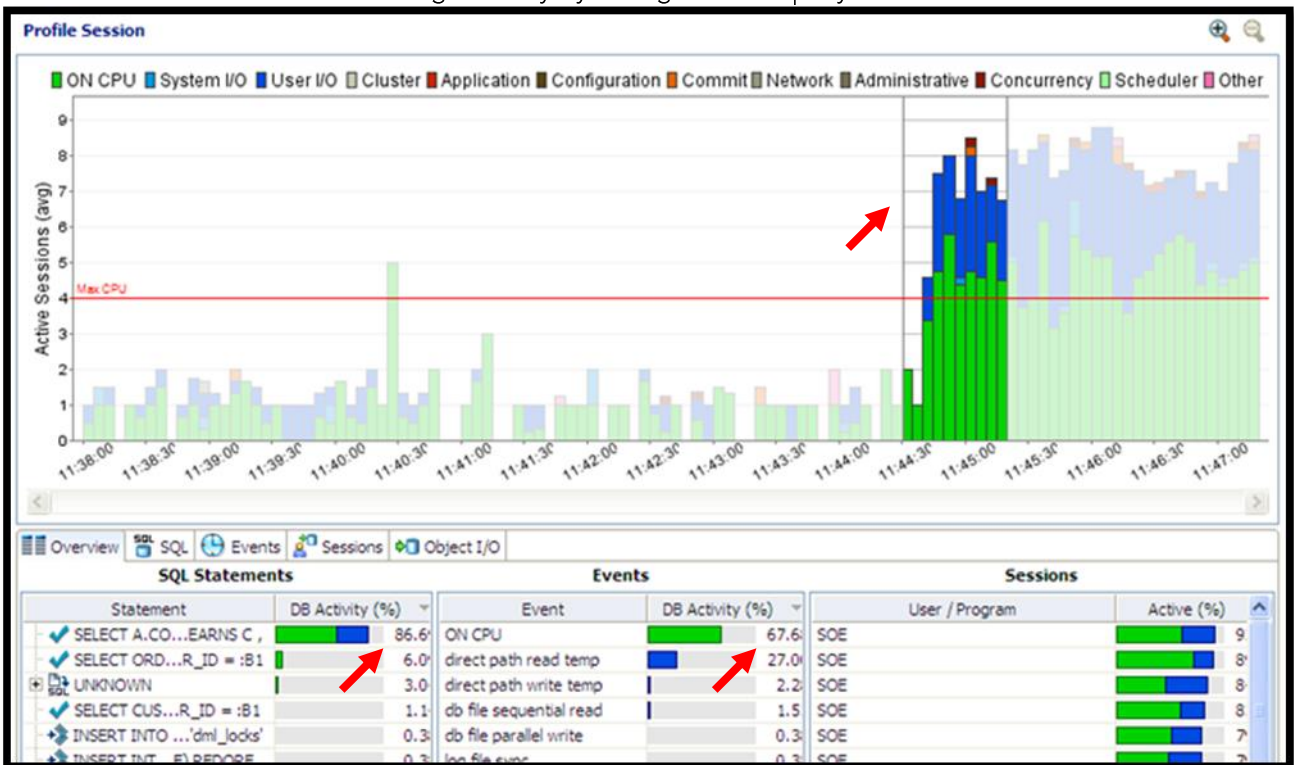 Profile Session
ON CPU System I/O User I/O Cluster Application Configuration Commit Network Administrative Concurrency Scheduler Other
Active Sessions (avg)
9
8
7
6
5
4
3
2
1
0
Max CPU
11:38:00 11:38:30 11:39:00 11:39:30 11:40:00 11:40:30 11:41:00 11:41:30 11:42:00 11:42:30 11:43:00 11:43:30 11:44:00 11:44:30 11:45:00 11:45:30 11:46:00 11:46:30 11:47:00
Overview SQL SQL Events Sessions Object I/O
SQL Statements Events Sessions
Statement DB Activity (%) Event DB Activity (%) User / Program Active (%)
SELECT A.CO...EARNS C , 86.6 ON CPU 67.6 SOE 9
SELECT ORD...R_ID = :B1 6.0 direct path read temp 27.0 SOE 8
SQL UNKNOWN 3.0 direct path write temp 2.2 SOE 8
SELECT CUS...R_ID = :B1 1.1 db file sequential read 1.5 SOE 8
INSERT INTO ...'dml_locks' 0.3 db file parallel write 0.3 SOE 7